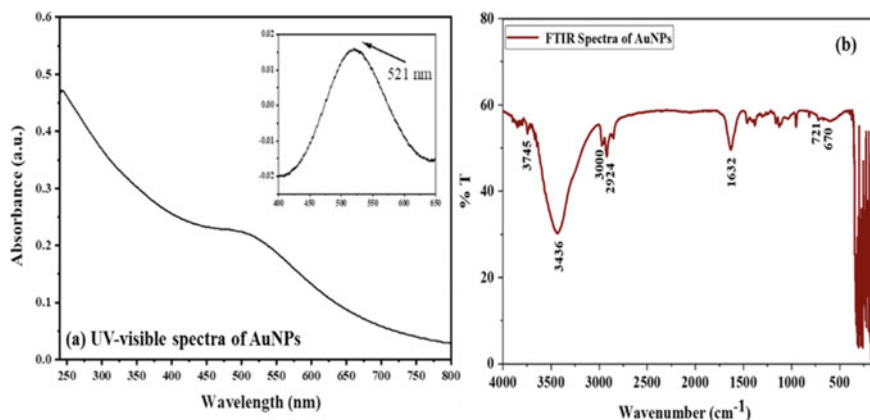 0.6
0.5
0.4
0.3
0.2
0.1
0.0
Absorbance (a.u.)
250 300 350 400 450 500 550 600 650 700 750 800
Wavelength (nm)
(a) UV-visible spectra of AuNPs
0.02
0.01
0.00
-0.01
-0.02
400 450 500 550 600 650
521 nm
80
60
40
20
0
% T
4000 3500 3000 2500 2000 1500 1000 500
Wavenumber (cm-1)
FTIR Spectra of AuNPs
(b)
3745
3436
3000
2924
1632
721
670